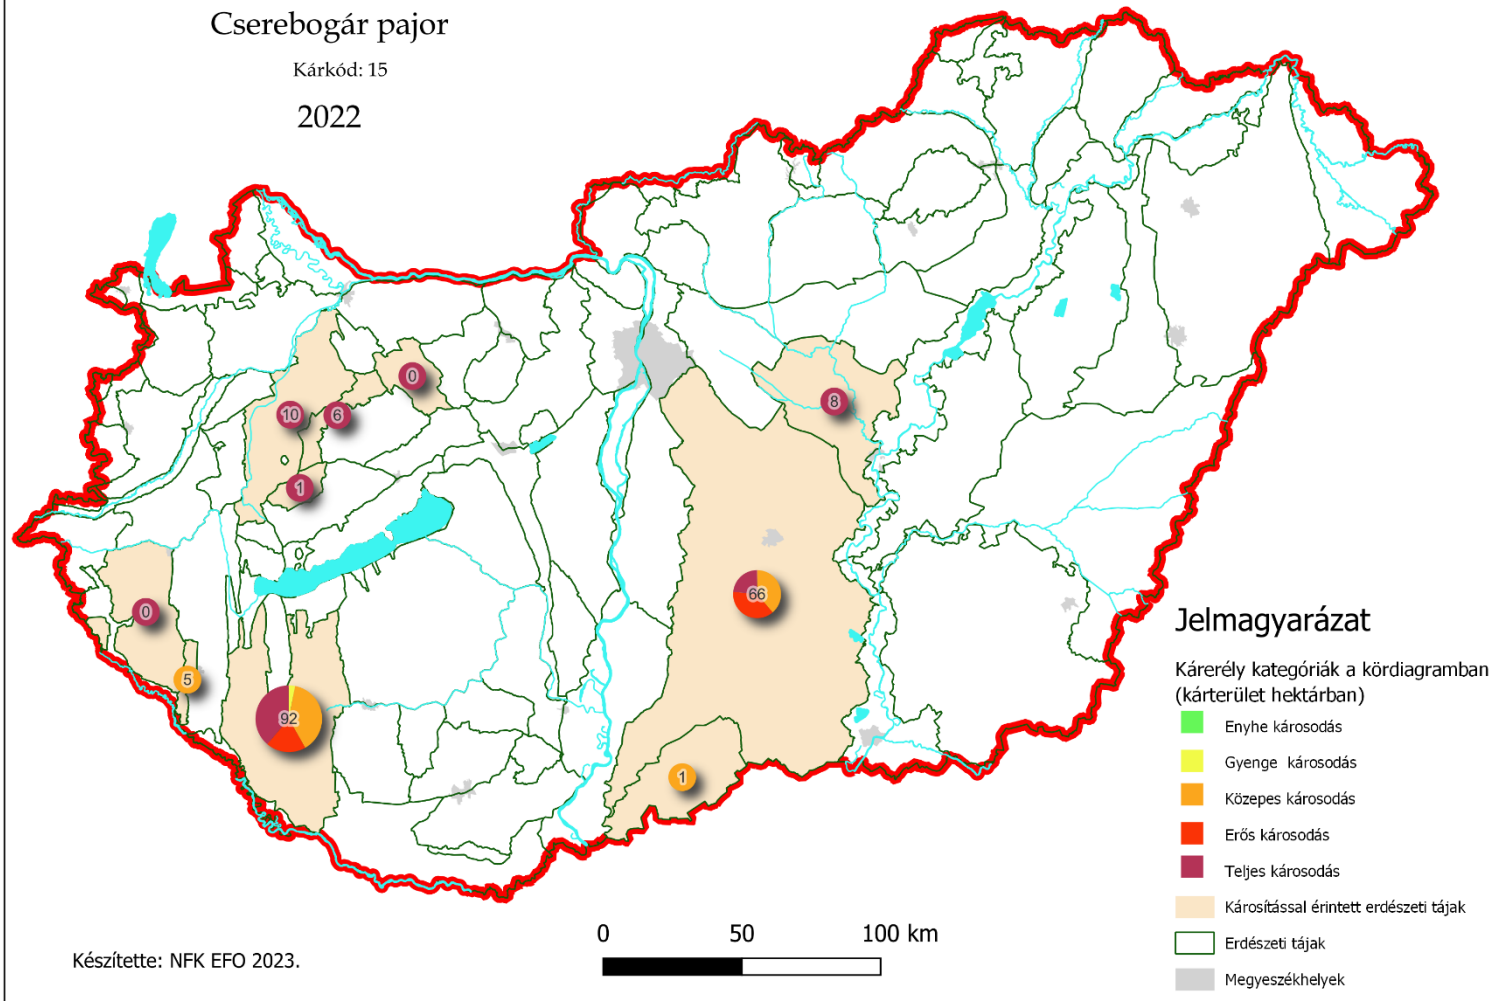 Cserebogár pajor
Kárkód: 15
2022
0
10
6
8
1
0
66
5
92
1
Jelmagyarázat
Kárerély kategóriák a kördiagramban
(kárterület hektárban)
Enyhe károsodás
Gyenge károsodás
Közepes károsodás
Erős károsodás
Teljes károsodás
Károsítással érintett erdészeti tájak
Erdészeti tájak
Megyeszékhelyek
0 50 100 km
Készítette: NFK EFO 2023.